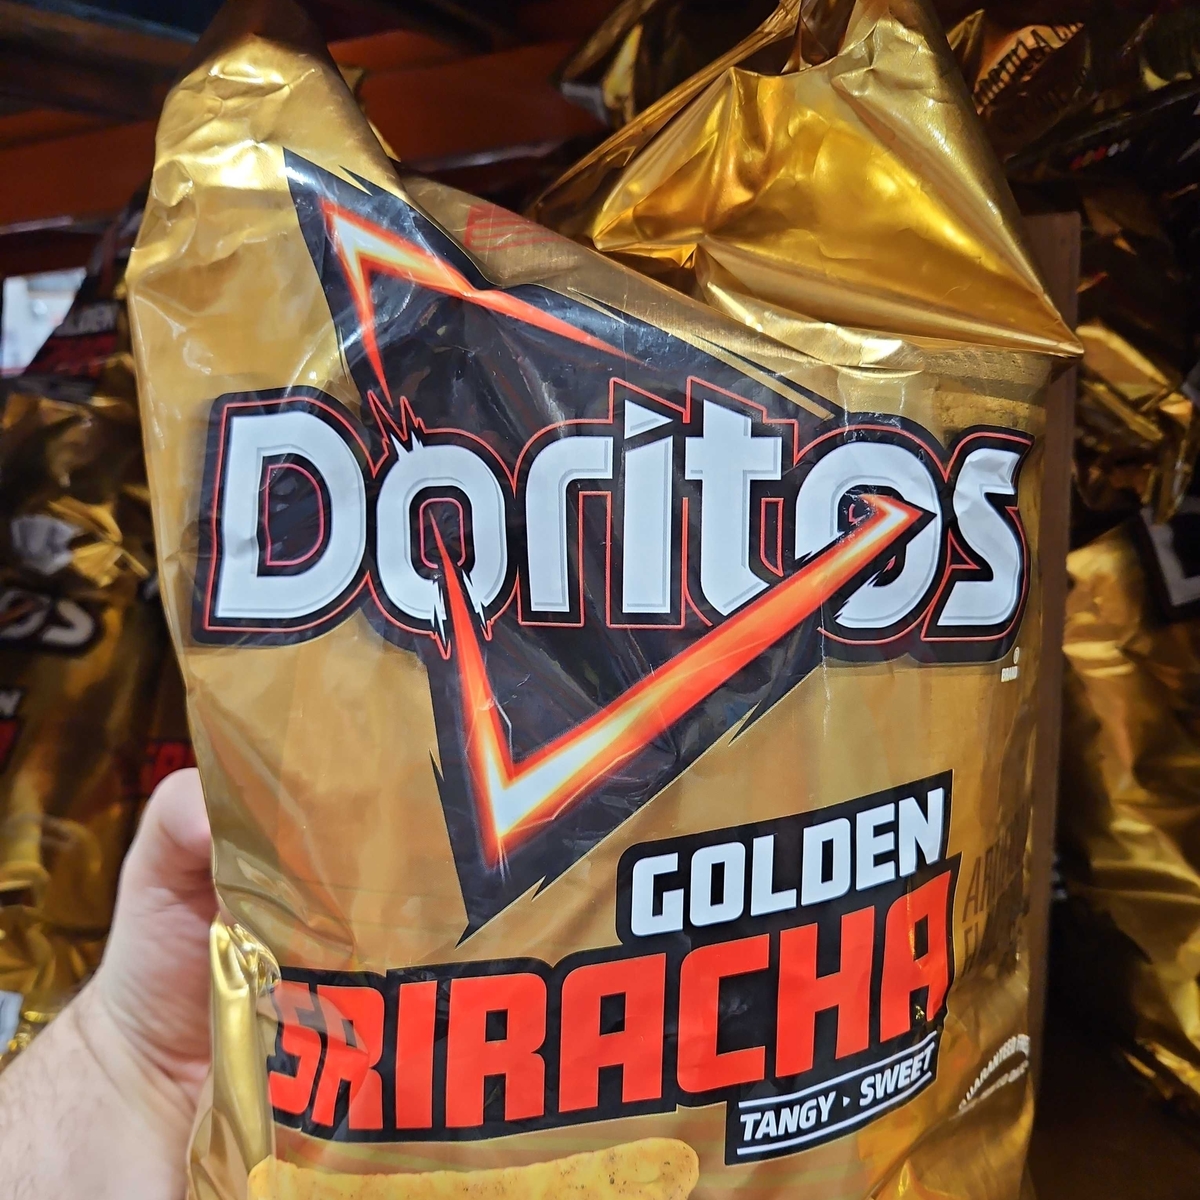 Doritos
GOLDEN
SRIRACHA
TANGY SWEET